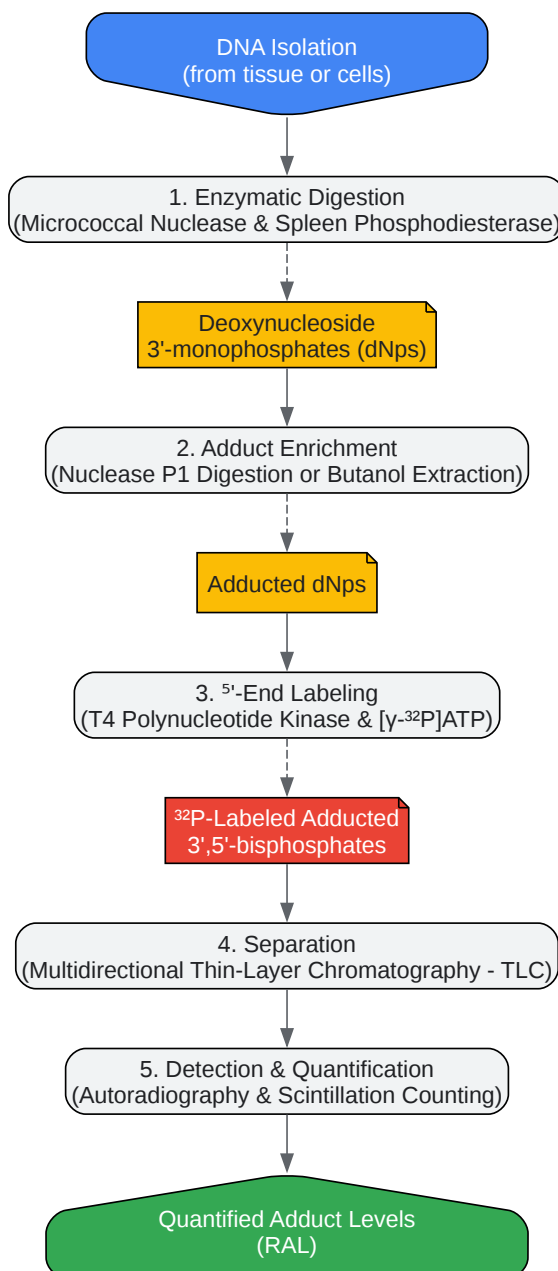 DNA Isolation
(from tissue or cells)
1. Enzymatic Digestion
(Micrococcal Nuclease & Spleen Phosphodiesterase)
Deoxynucleoside
3'-monophosphates (dNps)
2. Adduct Enrichment
(Nuclease P1 Digestion or Butanol Extraction)
Adducted dNps
3. ⁵'-End Labeling
(T4 Polynucleotide Kinase & [γ-³²P]ATP)
³²P-Labeled Adducted
3',5'-bisphosphates
4. Separation
(Multidirectional Thin-Layer Chromatography - TLC)
5. Detection & Quantification
(Autoradiography & Scintillation Counting)
Quantified Adduct Levels
(RAL)